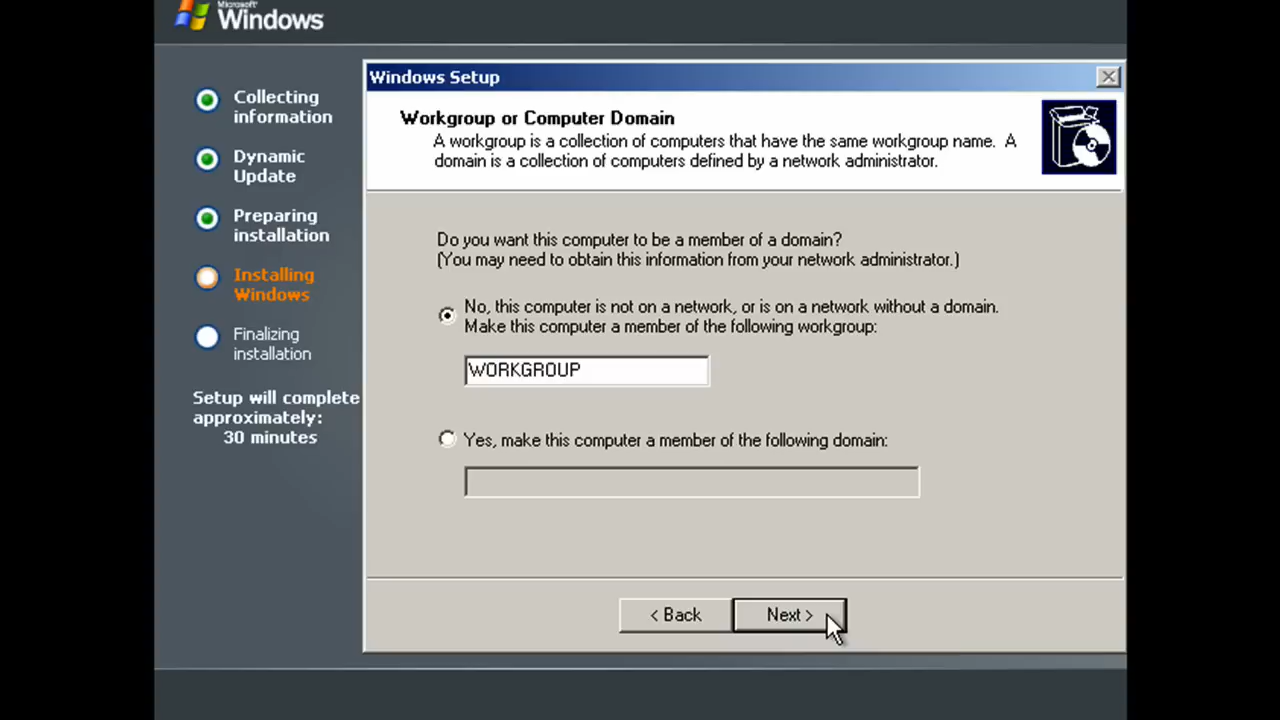 Microsoft
Windows
Collecting
information
Dynamic
Update
Preparing
installation
Installing
Windows
Finalizing
installation
Setup will complete
approximately:
30 minutes
Windows Setup
Workgroup or Computer Domain
A workgroup is a collection of computers that have the same workgroup name. A
domain is a collection of computers defined by a network administrator.
Do you want this computer to be a member of a domain?
(You may need to obtain this information from your network administrator.)
No, this computer is not on a network, or is on a network without a domain.
Make this computer a member of the following workgroup:
WORKGROUP
Yes, make this computer a member of the following domain:
< Back
Next >